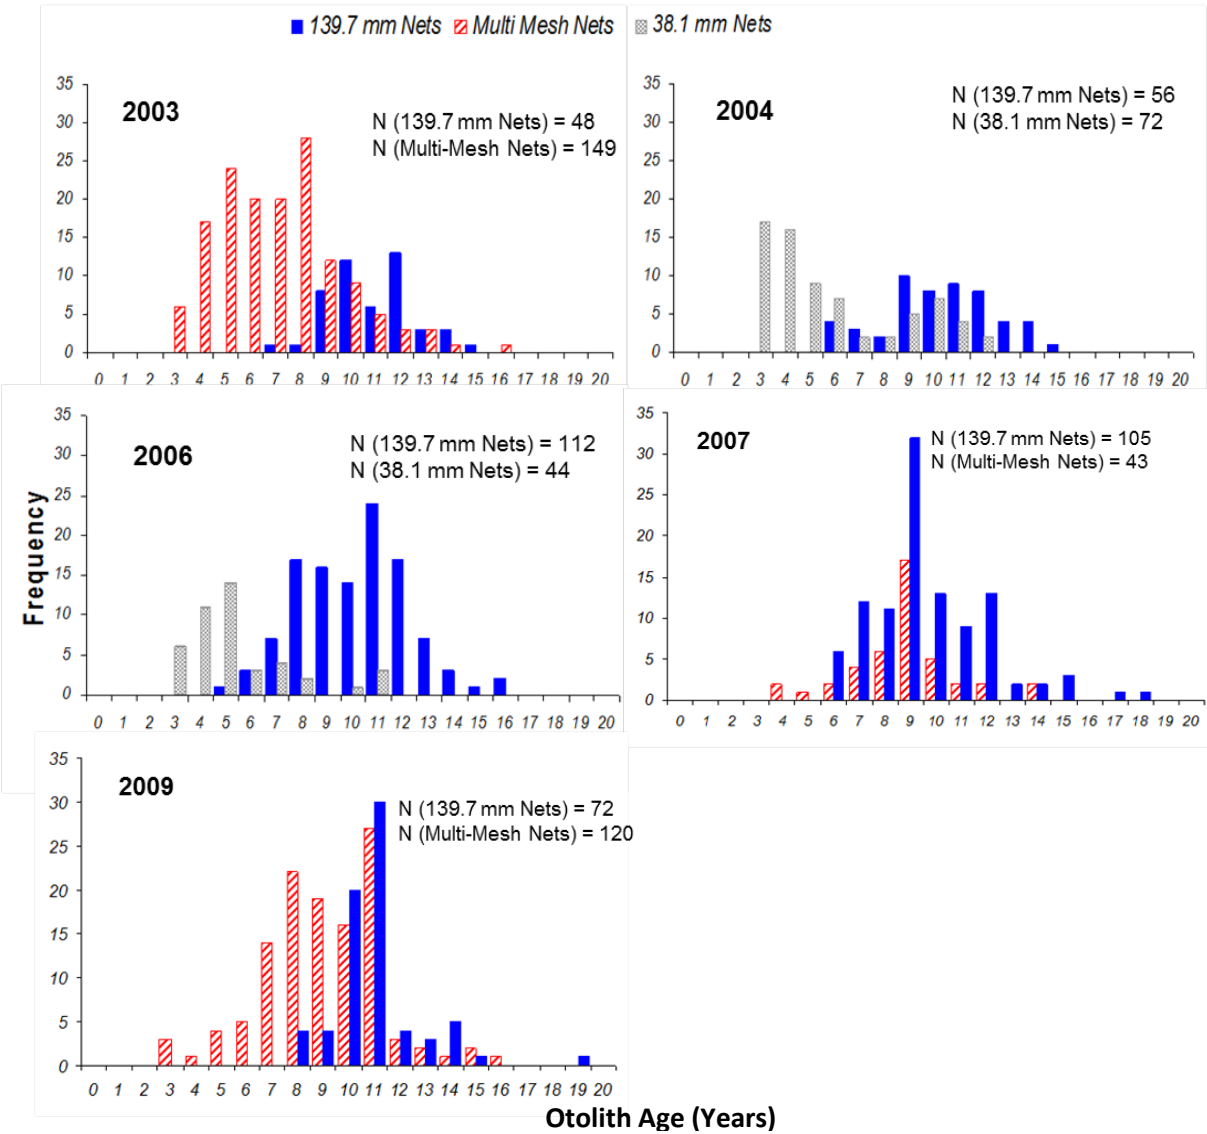 139.7 mm Nets Multi Mesh Nets 38.1 mm Nets
2003
N (139.7 mm Nets) = 48
N (Multi-Mesh Nets) = 149
35
30
25
20
15
10
5
0
0 1 2 3 4 5 6 7 8 9 10 11 12 13 14 15 16 17 18 19 20
2004
N (139.7 mm Nets) = 56
N (38.1 mm Nets) = 72
35
30
25
20
15
10
5
0
0 1 2 3 4 5 6 7 8 9 10 11 12 13 14 15 16 17 18 19 20
Frequency
2006
N (139.7 mm Nets) = 112
N (38.1 mm Nets) = 44
35
30
25
20
15
10
5
0
0 1 2 3 4 5 6 7 8 9 10 11 12 13 14 15 16 17 18 19 20
2007
N (139.7 mm Nets) = 105
N (Multi-Mesh Nets) = 43
35
30
25
20
15
10
5
0
0 1 2 3 4 5 6 7 8 9 10 11 12 13 14 15 16 17 18 19 20
2009
N (139.7 mm Nets) = 72
N (Multi-Mesh Nets) = 120
35
30
25
20
15
10
5
0
0 1 2 3 4 5 6 7 8 9 10 11 12 13 14 15 16 17 18 19 20
Otolith Age (Years)